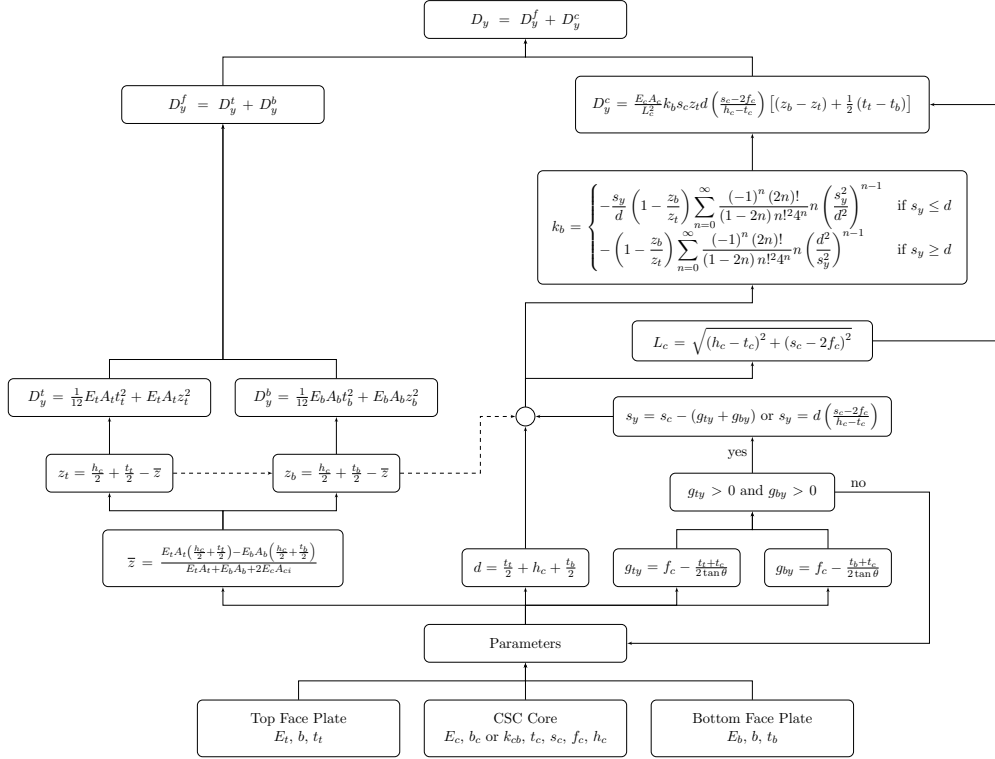 D_y = D_y^f + D_y^c
D_y^f = D_y^t + D_y^b
D_y^c = \frac{E_c A_c}{L_c^2} k_b s_c z_t d \left( \frac{s_c - 2f_c}{h_c - t_c} \right) \left[ (z_b - z_t) + \frac{1}{2} (t_t - t_b) \right]
k_b = \begin{cases} -\frac{s_y}{d} \left( 1 - \frac{z_b}{z_t} \right) \sum_{n=0}^{\infty} \frac{(-1)^n (2n)!}{(1-2n) n!^2 4^n} n \left( \frac{s_y^2}{d^2} \right)^{n-1} & \text{if } s_y \leq d \\ -\left( 1 - \frac{z_b}{z_t} \right) \sum_{n=0}^{\infty} \frac{(-1)^n (2n)!}{(1-2n) n!^2 4^n} n \left( \frac{d^2}{s_y^2} \right)^{n-1} & \text{if } s_y \geq d \end{cases}
L_c = \sqrt{(h_c - t_c)^2 + (s_c - 2f_c)^2}
D_y^t = \frac{1}{12} E_t A_t t_t^2 + E_t A_t z_t^2
D_y^b = \frac{1}{12} E_b A_b t_b^2 + E_b A_b z_b^2
s_y = s_c - (g_{ty} + g_{by}) or s_y = d \left( \frac{s_c - 2f_c}{h_c - t_c} \right)
yes
z_t = \frac{h_c}{2} + \frac{t_t}{2} - \overline{z}
z_b = \frac{h_c}{2} + \frac{t_b}{2} - \overline{z}
g_{ty} > 0 and g_{by} > 0
no
\overline{z} = \frac{E_t A_t \left( \frac{h_c}{2} + \frac{t_t}{2} \right) - E_b A_b \left( \frac{h_c}{2} + \frac{t_b}{2} \right)}{E_t A_t + E_b A_b + 2 E_c A_{ci}}
d = \frac{t_t}{2} + h_c + \frac{t_b}{2}
g_{ty} = f_c - \frac{t_t + t_c}{2 \tan \theta}
g_{by} = f_c - \frac{t_b + t_c}{2 \tan \theta}
Parameters
Top Face Plate
E_t, b, t_t
CSC Core
E_c, b_c or k_{cb}, t_c, s_c, f_c, h_c
Bottom Face Plate
E_b, b, t_b